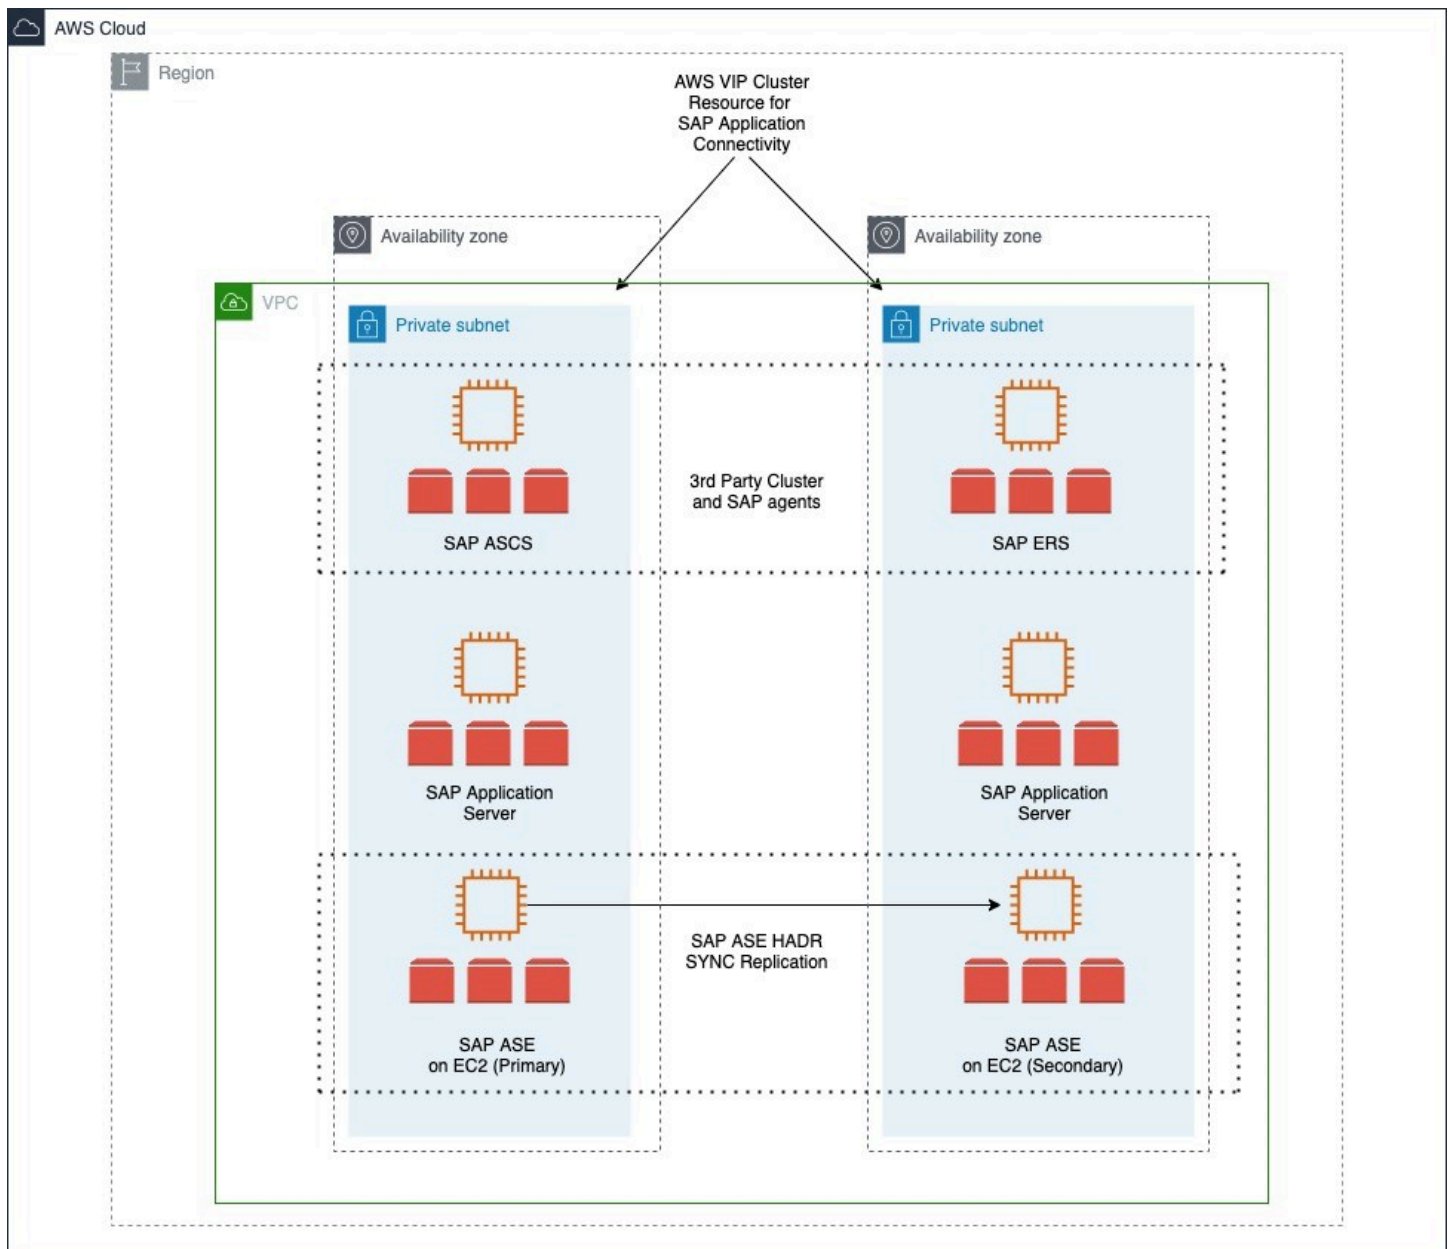 AWS Cloud
Region
AWS VIP Cluster
Resource for
SAP Application
Connectivity
Availability zone
Availability zone
VPC
Private subnet
Private subnet
3rd Party Cluster
and SAP agents
SAP ASCS
SAP ERS
SAP Application
Server
SAP Application
Server
SAP ASE HADR
SYNC Replication
SAP ASE
on EC2 (Primary)
SAP ASE
on EC2 (Secondary)